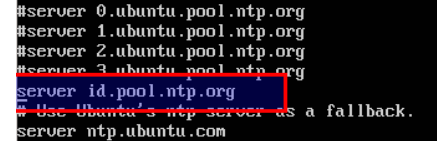 #server 0.ubuntu.pool.ntp.org
#server 1.ubuntu.pool.ntp.org
#server 2.ubuntu.pool.ntp.org
#server 3.ubuntu.pool.ntp.org
server id.pool.ntp.org
# Use Ubuntu's ntp server as a fallback.
server ntp.ubuntu.com